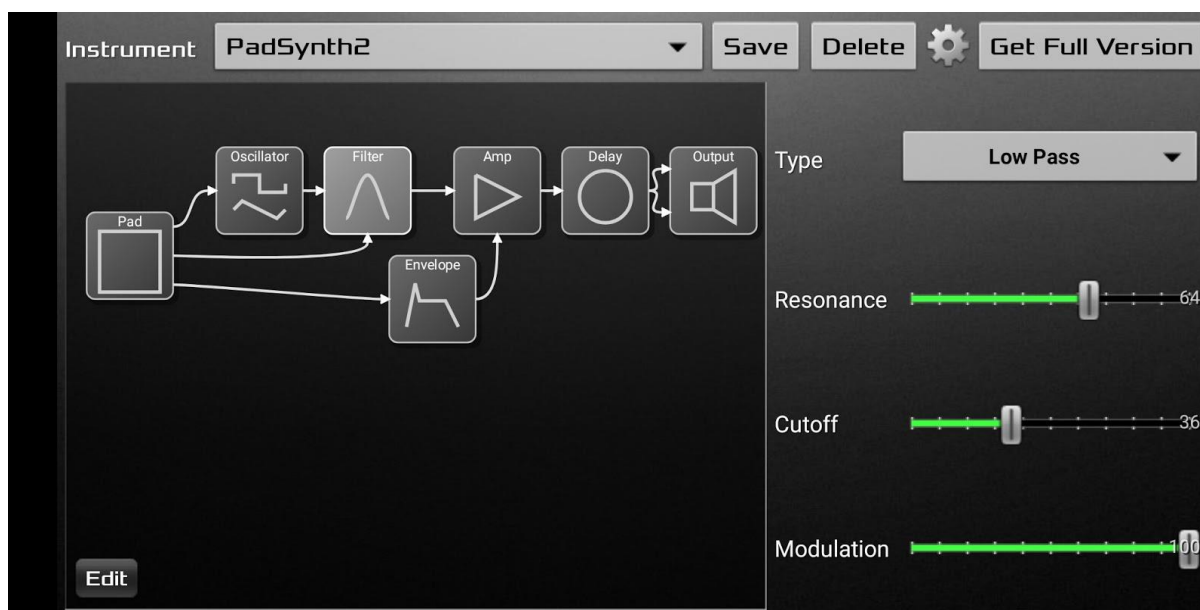 Instrument PadSynth2 Save Delete Get Full Version
Oscillator Filter Amp Delay Output
Type Low Pass
Pad
Envelope
Resonance 64
Cutoff 36
Modulation 100
Edit